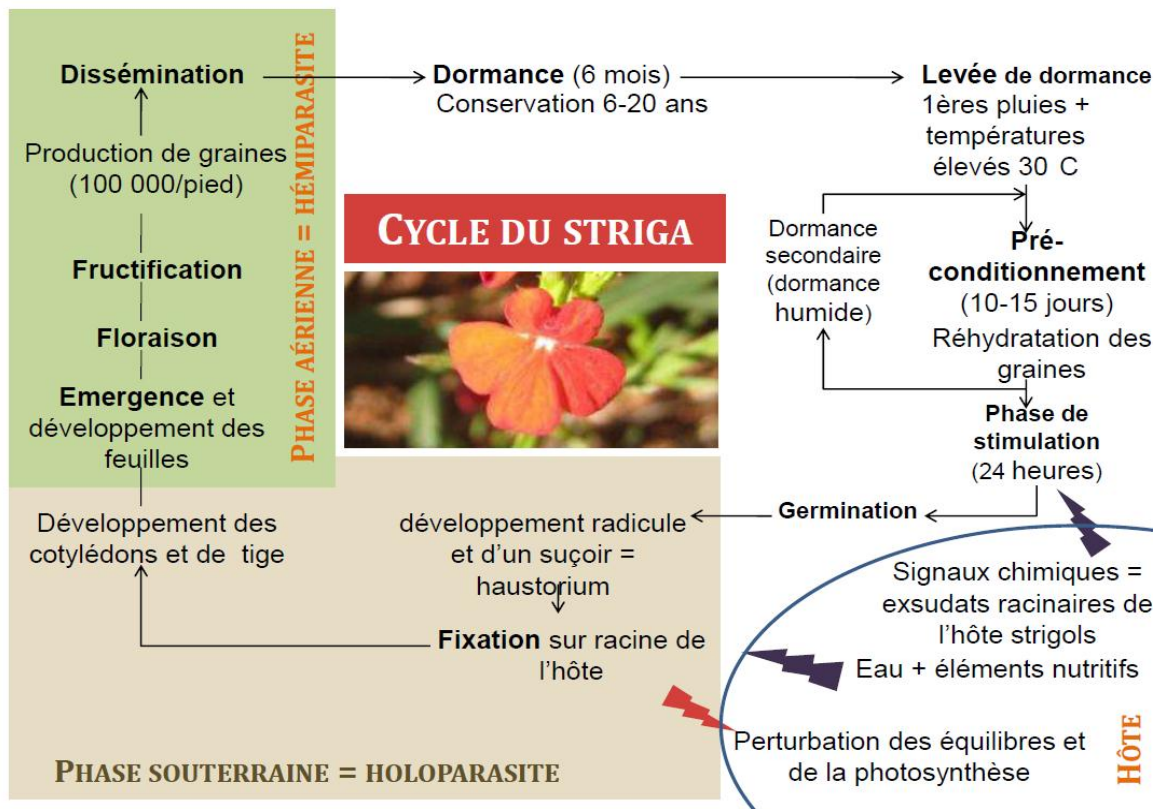 CYCLE DU STRIGA
Dissémination
Production de graines
(100 000/pied)
Fructification
Floraison
Emergence et
développement des
feuilles
PHASE AÉRIENNE = HÉMIPARASITE
Dormance (6 mois)
Conservation 6-20 ans
Levée de dormance
1ères pluies +
températures
élevés 30 C
Dormance
secondaire
(dormance
humide)
Pré-
conditionnement
(10-15 jours)
Réhydratation des
graines
Phase de
stimulation
(24 heures)
Germination
développement radicule
et d'un suçoir =
haustorium
Fixation sur racine de
l'hôte
Développement des
cotylédons et de tige
PHASE SOUTERRAINE = HOLOPARASITE
Signaux chimiques =
exsudats racinaires de
l'hôte strigols
Eau + éléments nutritifs
Perturbation des équilibres et
de la photosynthèse
HÔTE